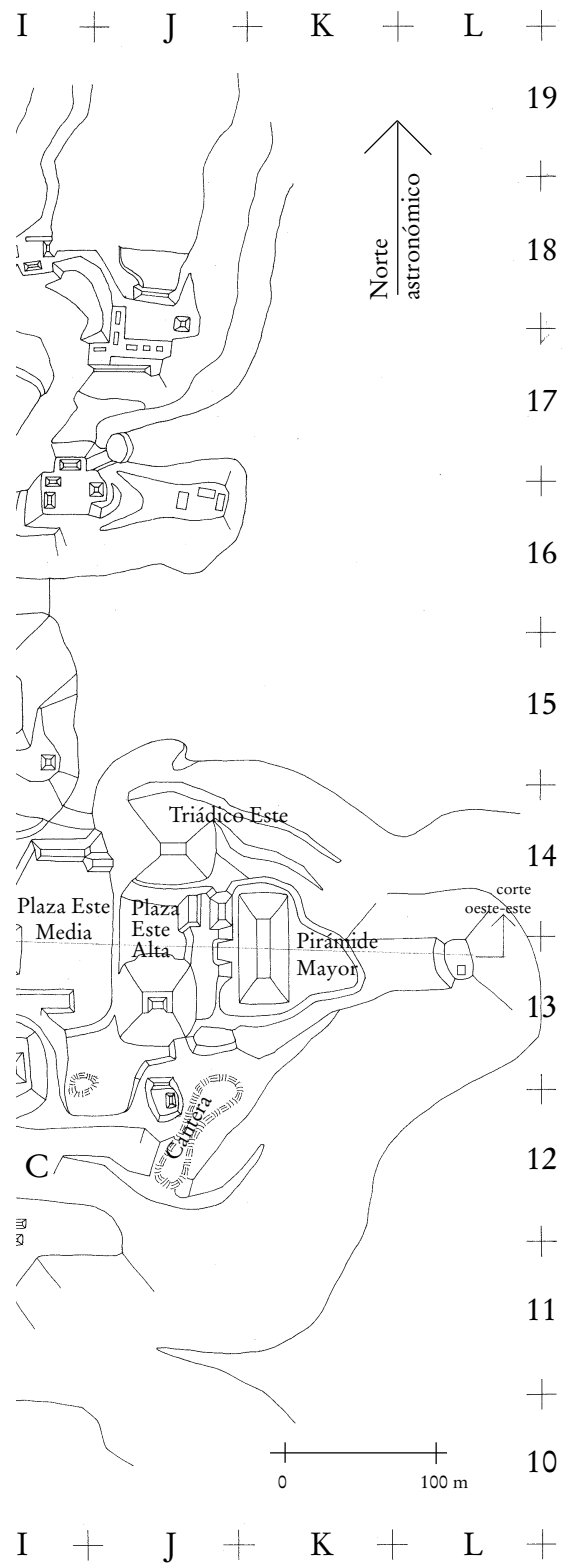 I J K L
19
Norte
astronómico
18
17
16
15
Triádico Este
14
corte
oeste-este
Plaza Este
Media
Plaza
Este
Alta
Pirámide
Mayor
13
Cantera
C
12
11
10
0 100 m
I J K L